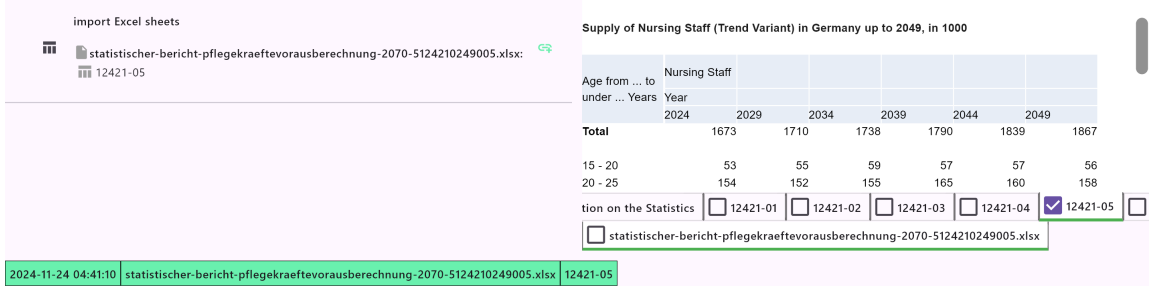 import Excel sheets
statistischer-bericht-pflegekraeftevorausberechnung-2070-5124210249005.xlsx:
12421-05
Supply of Nursing Staff (Trend Variant) in Germany up to 2049, in 1000
Age from ... to
under ... Years
Nursing Staff
Year
2024 2029 2034 2039 2044 2049
Total 1673 1710 1738 1790 1839 1867
15 - 20 53 55 59 57 57 56
20 - 25 154 152 155 165 160 158
tion on the Statistics 12421-01 12421-02 12421-03 12421-04 12421-05
statistischer-bericht-pflegekraeftevorausberechnung-2070-5124210249005.xlsx
2024-11-24 04:41:10 statistischer-bericht-pflegekraeftevorausberechnung-2070-5124210249005.xlsx 12421-05